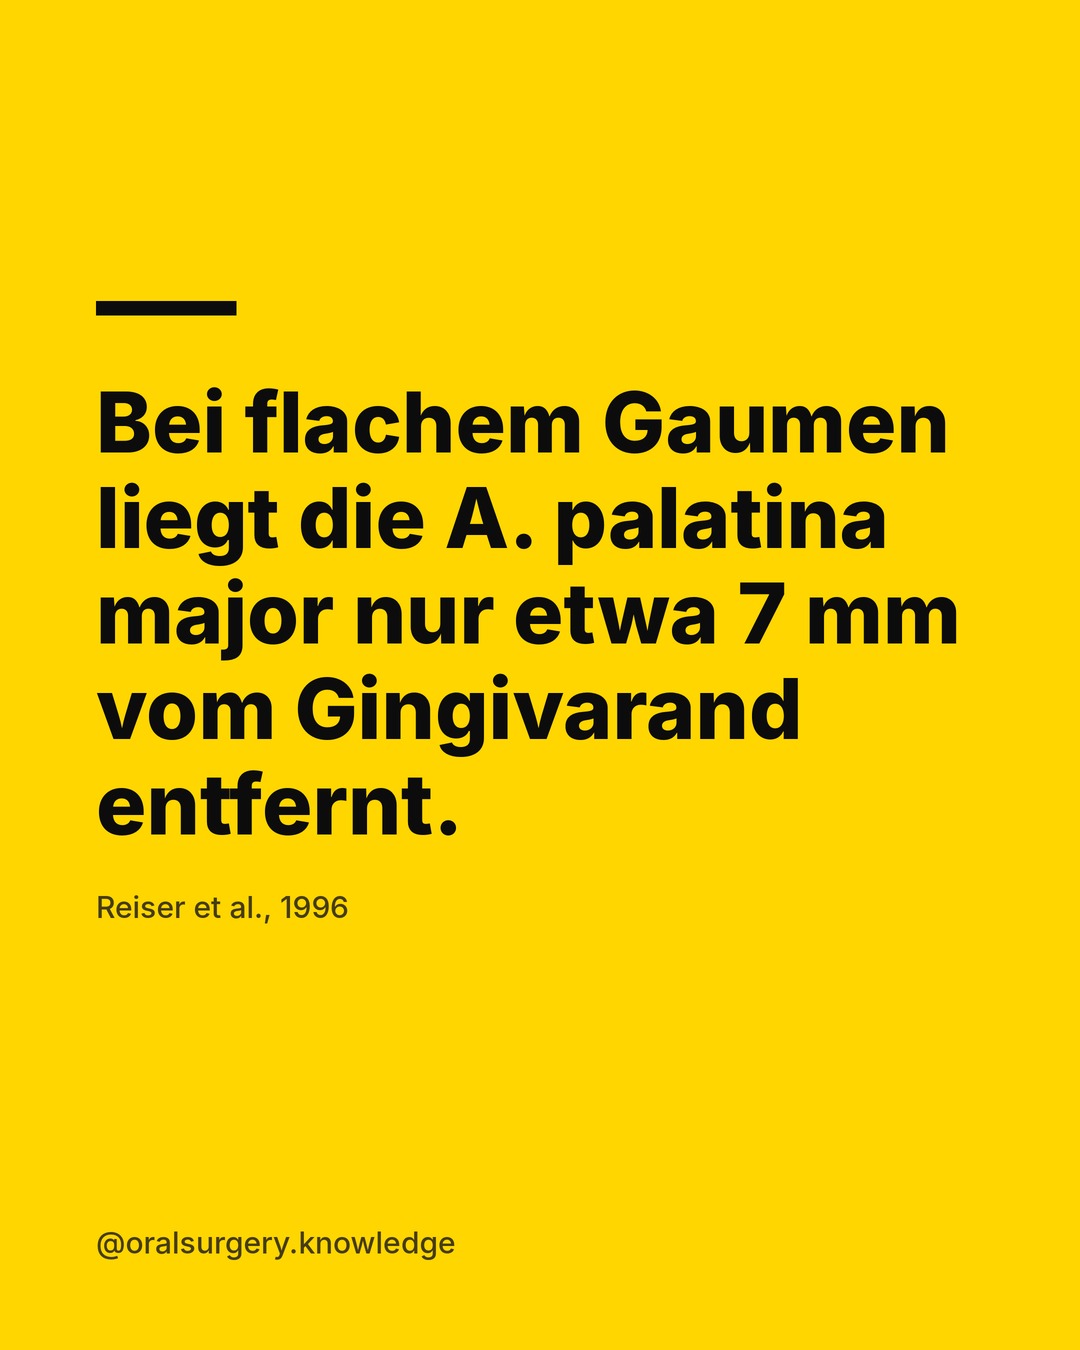 Bei flachem Gaumen
liegt die A. palatina
major nur etwa 7 mm
vom Gingivarand
entfernt.
Reiser et al., 1996
@oralsurgery.knowledge